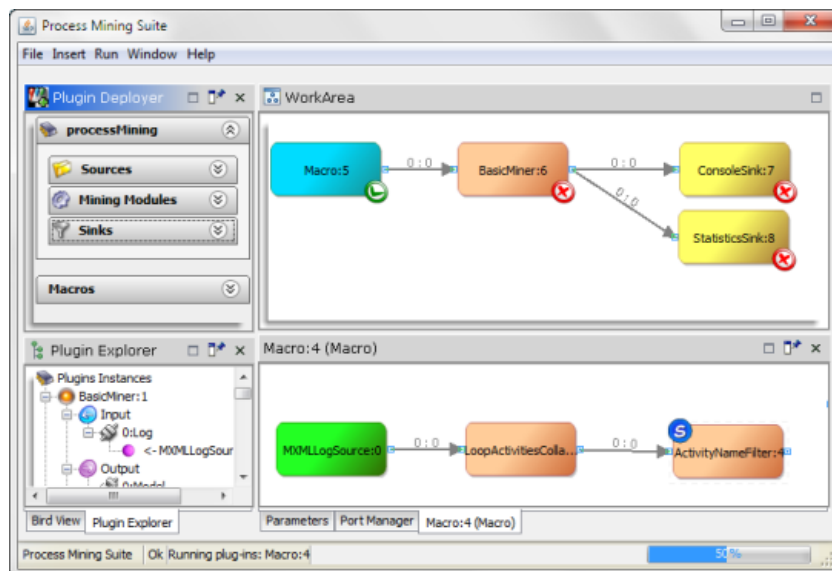 Process Mining Suite
File Insert Run Window Help
Plugin Deployer
WorkArea
processMining
Sources
Mining Modules
Sinks
Macros
Macro:5
0 : 0
BasicMiner:6
0 : 0
ConsoleSink:7
0 : 0
StatisticsSink:8
Plugin Explorer
Plugins Instances
BasicMiner:1
Input
0:Log
<- MXMLLogSour
Output
0:Model
Macro:4 (Macro)
MXMLLogSource:0
0 : 0
LoopActivitiesColla...
0 : 0
S
ActivityNameFilter:4
Bird View Plugin Explorer
Parameters Port Manager Macro:4 (Macro)
Process Mining Suite Ok Running plug-ins: Macro:4 50%